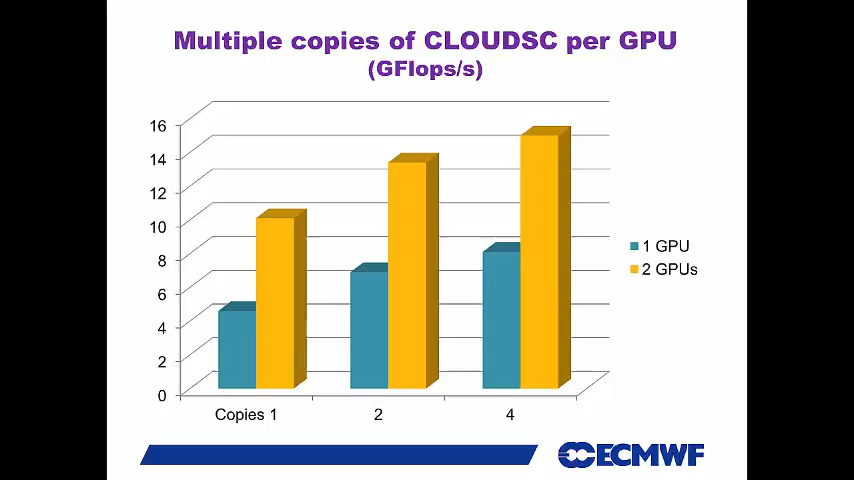 Multiple copies of CLOUDSC per GPU
(GFlops/s)
16
14
12
10
8
6
4
2
0
Copies 1
2
4
1 GPU
2 GPUs
ECMWF